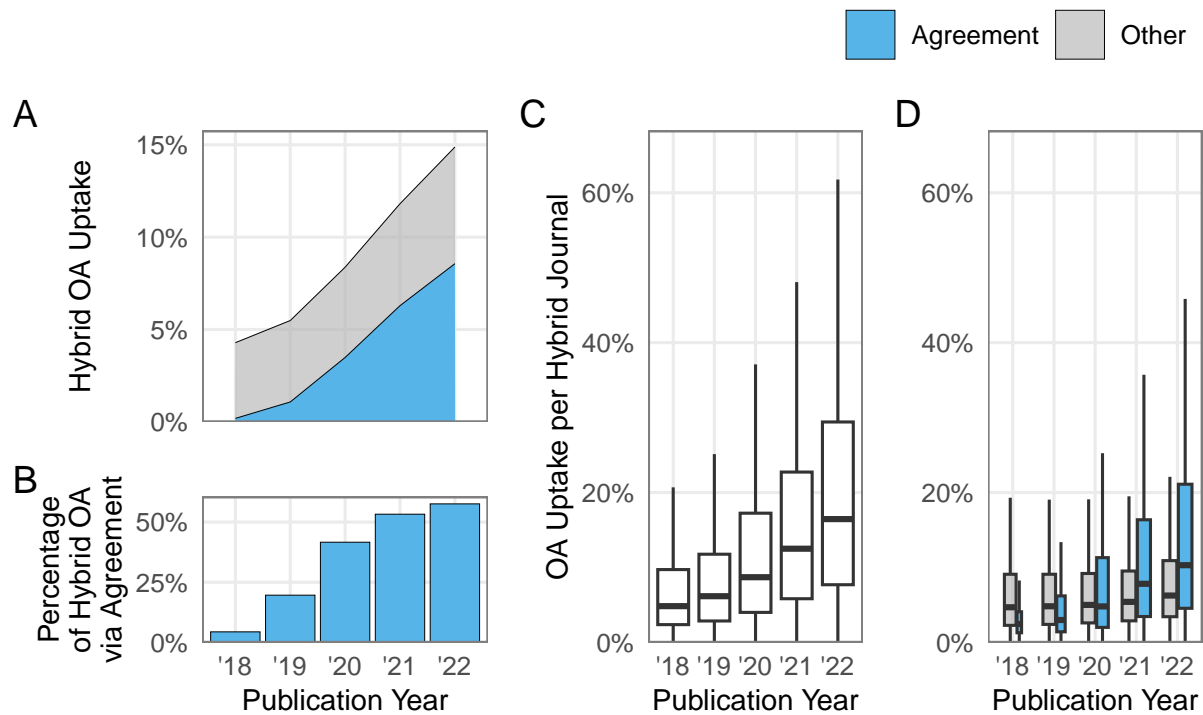 Agreement Other
A
Hybrid OA Uptake
15%
10%
5%
0%
B
Percentage
of Hybrid OA
via Agreement
50%
25%
0%
'18 '19 '20 '21 '22
Publication Year
C
OA Uptake per Hybrid Journal
60%
40%
20%
0%
'18 '19 '20 '21 '22
Publication Year
D
60%
40%
20%
0%
'18 '19 '20 '21 '22
Publication Year